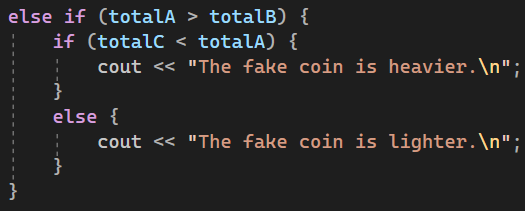 else if (totalA > totalB) {
    if (totalC < totalA) {
        cout << "The fake coin is heavier.\n";
    }
    else {
        cout << "The fake coin is lighter.\n";
    }
}